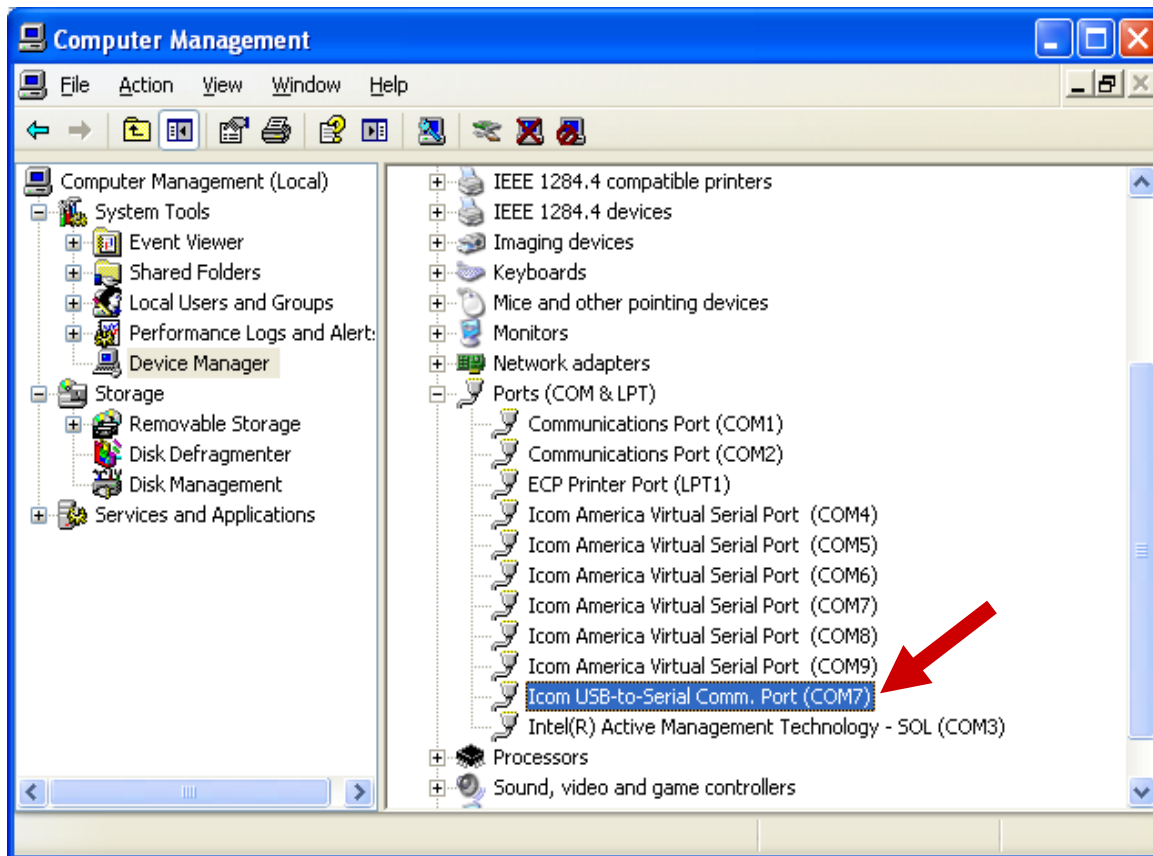 Computer Management
File Action View Window Help
Computer Management (Local)
System Tools
Event Viewer
Shared Folders
Local Users and Groups
Performance Logs and Alert:
Device Manager
Storage
Removable Storage
Disk Defragmenter
Disk Management
Services and Applications
IEEE 1284.4 compatible printers
IEEE 1284.4 devices
Imaging devices
Keyboards
Mice and other pointing devices
Monitors
Network adapters
Ports (COM & LPT)
Communications Port (COM1)
Communications Port (COM2)
ECP Printer Port (LPT1)
Icom America Virtual Serial Port (COM4)
Icom America Virtual Serial Port (COM5)
Icom America Virtual Serial Port (COM6)
Icom America Virtual Serial Port (COM7)
Icom America Virtual Serial Port (COM8)
Icom America Virtual Serial Port (COM9)
Icom USB-to-Serial Comm. Port (COM7)
Intel(R) Active Management Technology - SOL (COM3)
Processors
Sound, video and game controllers